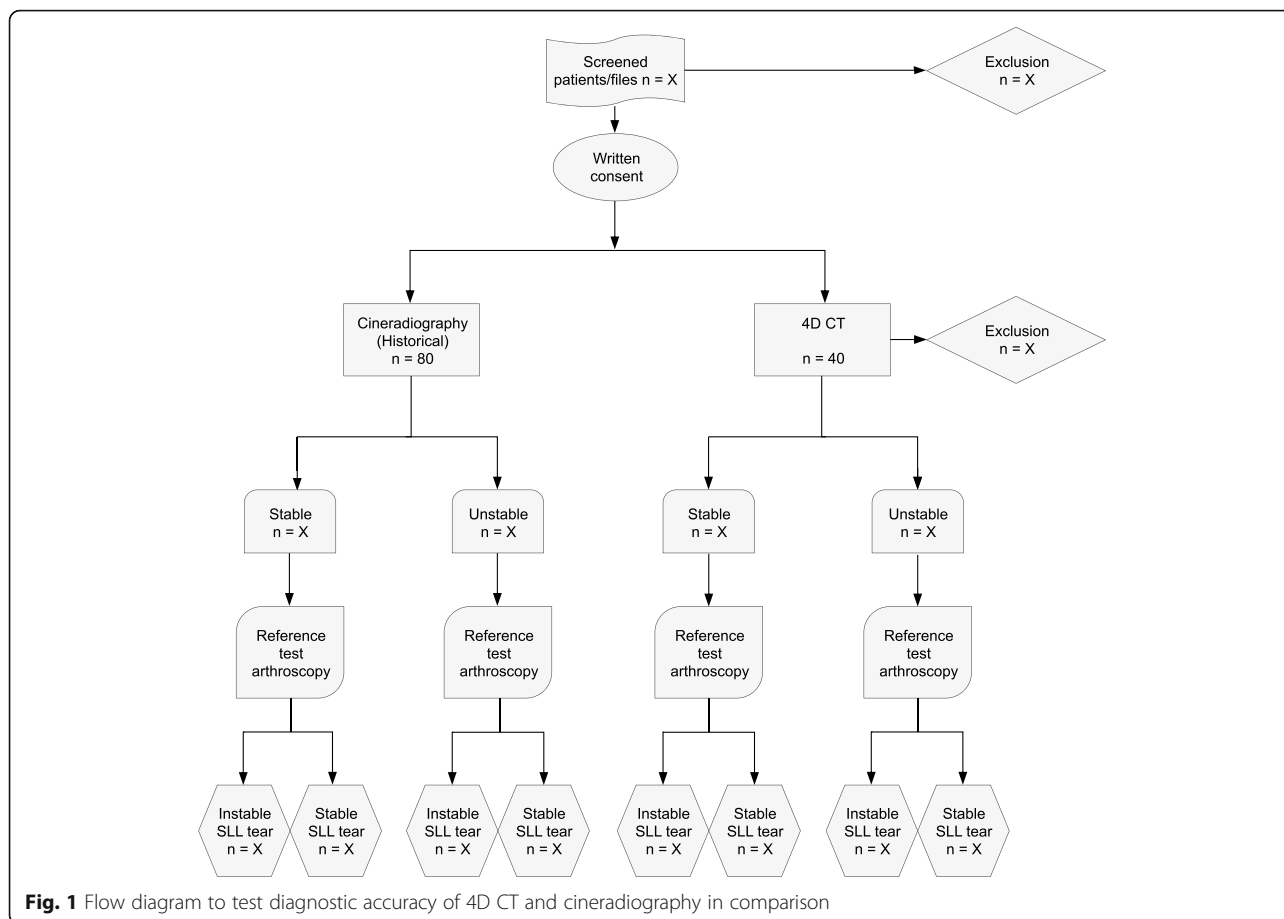 Screened
patients/files n = X
Exclusion
n = X
Written
consent
Cineradiography
(Historical)
n = 80
4D CT
n = 40
Exclusion
n = X
Stable
n = X
Unstable
n = X
Stable
n = X
Unstable
n = X
Reference
test
arthroscopy
Reference
test
arthroscopy
Reference
test
arthroscopy
Reference
test
arthroscopy
Instable
SLL tear
n = X
Stable
SLL tear
n = X
Instable
SLL tear
n = X
Stable
SLL tear
n = X
Instable
SLL tear
n = X
Stable
SLL tear
n = X
Instable
SLL tear
n = X
Stable
SLL tear
n = X
Fig. 1 Flow diagram to test diagnostic accuracy of 4D CT and cineradiography in comparison